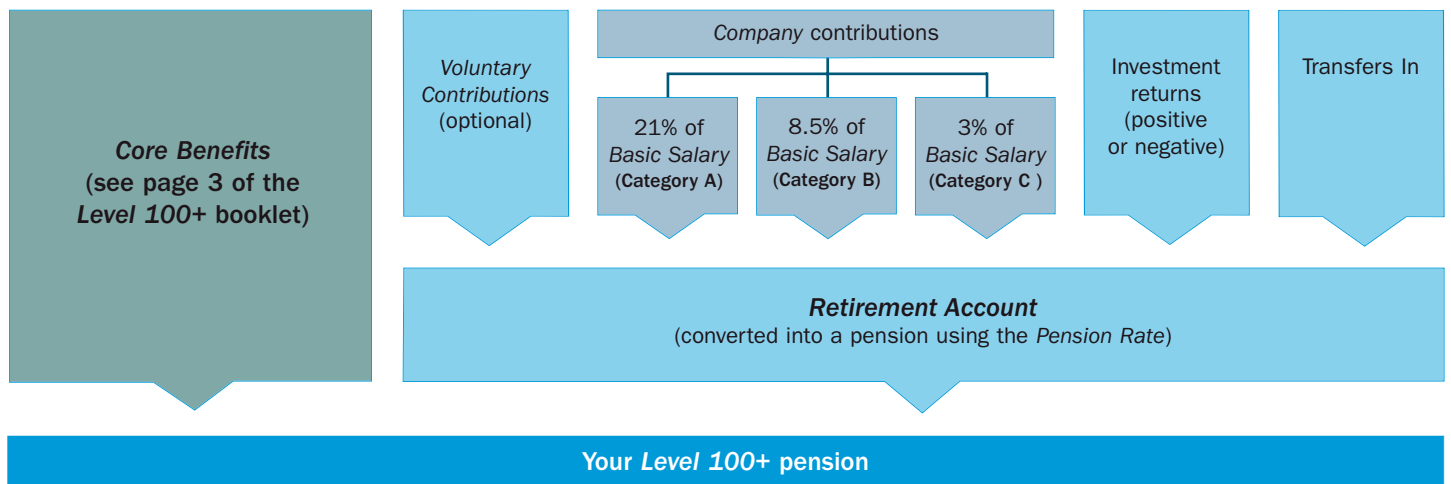 Core Benefits
(see page 3 of the
Level 100+ booklet)
Voluntary
Contributions
(optional)
Company contributions
21% of
Basic Salary
(Category A)
8.5% of
Basic Salary
(Category B)
3% of
Basic Salary
(Category C )
Investment
returns
(positive
or negative)
Transfers In
Retirement Account
(converted into a pension using the Pension Rate)
Your Level 100+ pension